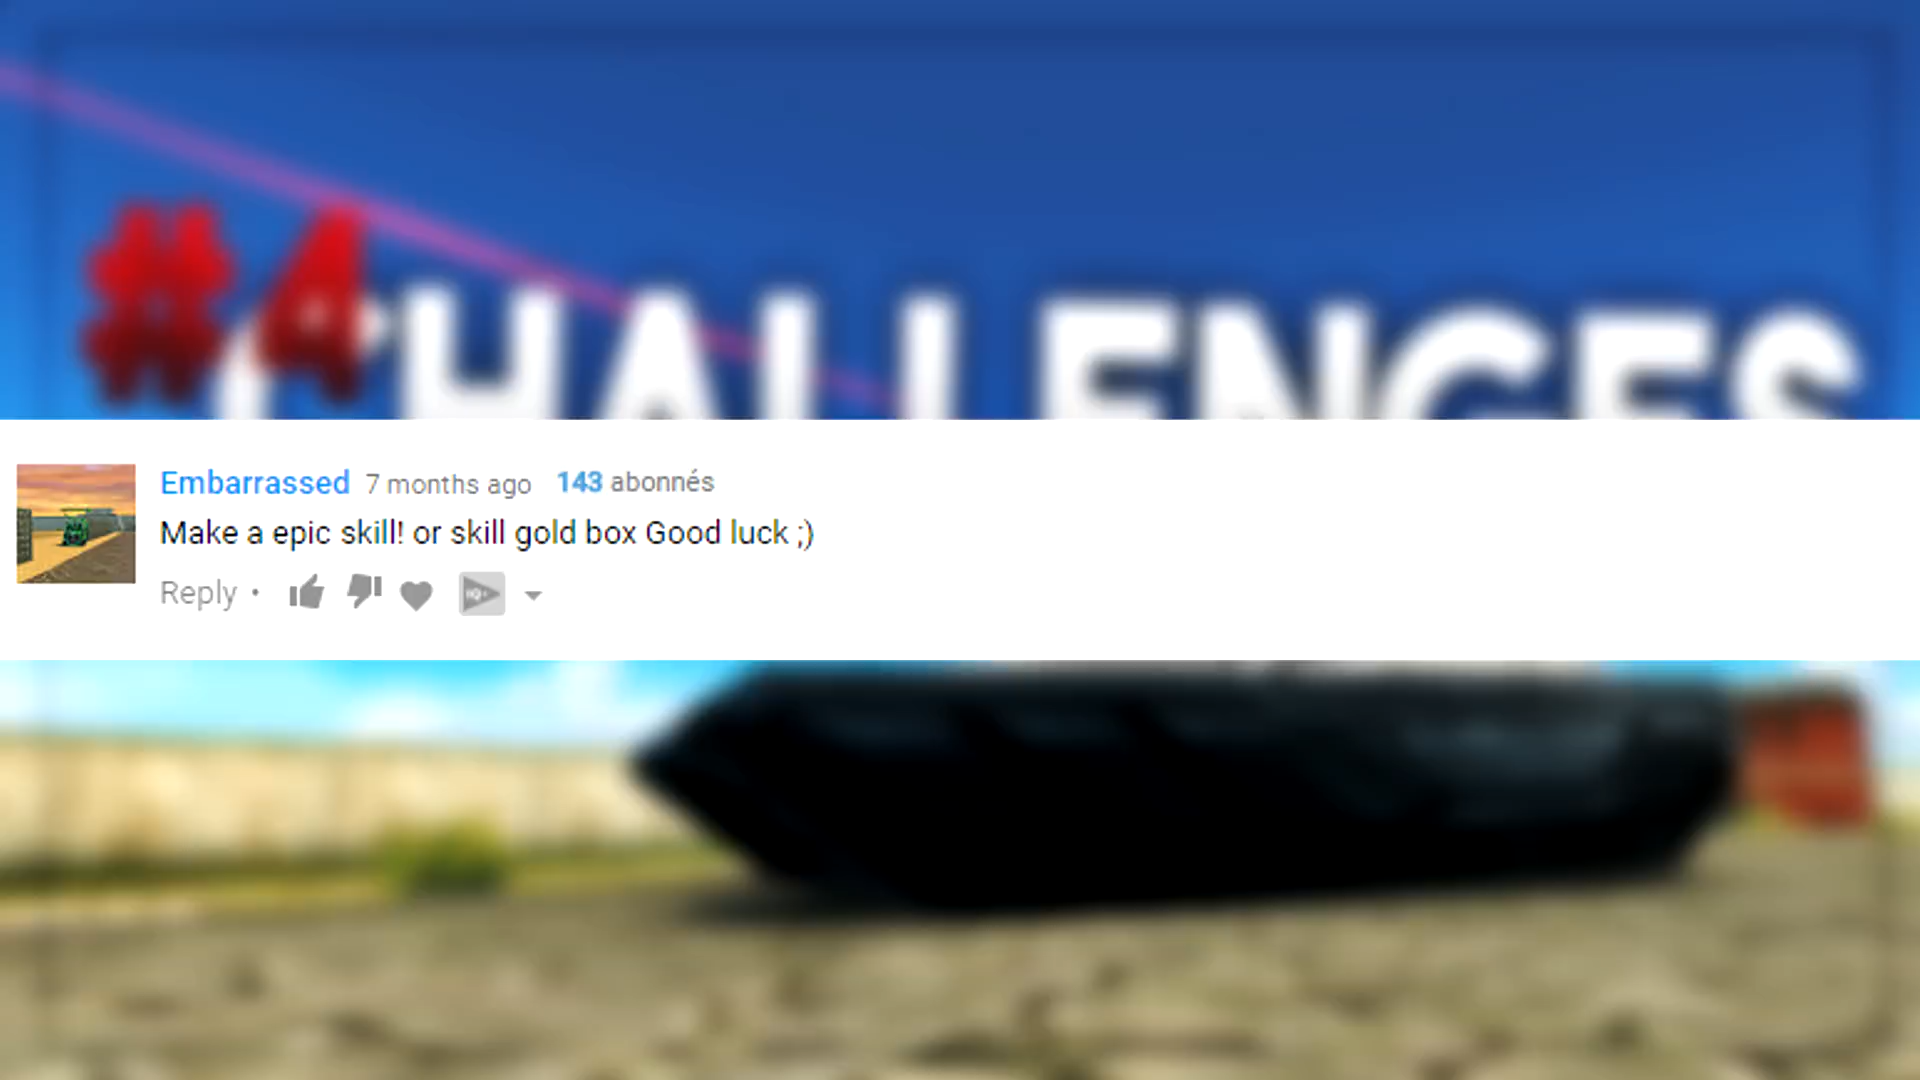 #4
CHALLENGES
Embarrassed 7 months ago 143 abonnés
Make a epic skill! or skill gold box Good luck ;)
Reply •